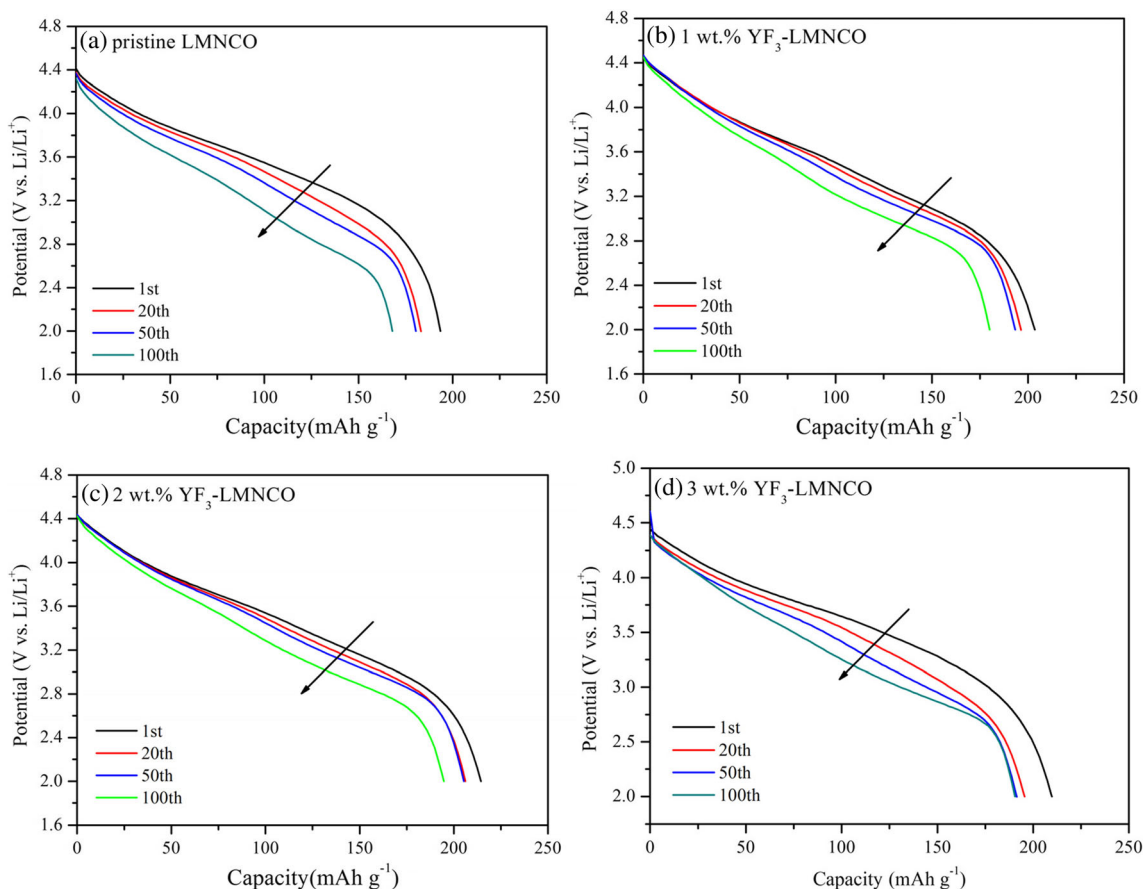 (a) pristine LMNCO
4.8
4.4
4.0
3.6
3.2
2.8
2.4
2.0
1.6
Potential (V vs. Li/Li⁺)
1st
20th
50th
100th
0 50 100 150 200 250
Capacity(mAh g⁻¹)
(b) 1 wt.% YF₃-LMNCO
4.8
4.4
4.0
3.6
3.2
2.8
2.4
2.0
1.6
Potential (V vs. Li/Li⁺)
1st
20th
50th
100th
0 50 100 150 200 250
Capacity(mAh g⁻¹)
(c) 2 wt.% YF₃-LMNCO
4.8
4.4
4.0
3.6
3.2
2.8
2.4
2.0
1.6
Potential (V vs. Li/Li⁺)
1st
20th
50th
100th
0 50 100 150 200 250
Capacity(mAh g⁻¹)
(d) 3 wt.% YF₃-LMNCO
5.0
4.5
4.0
3.5
3.0
2.5
2.0
Potential (V vs. Li/Li⁺)
1st
20th
50th
100th
0 50 100 150 200 250
Capacity (mAh g⁻¹)